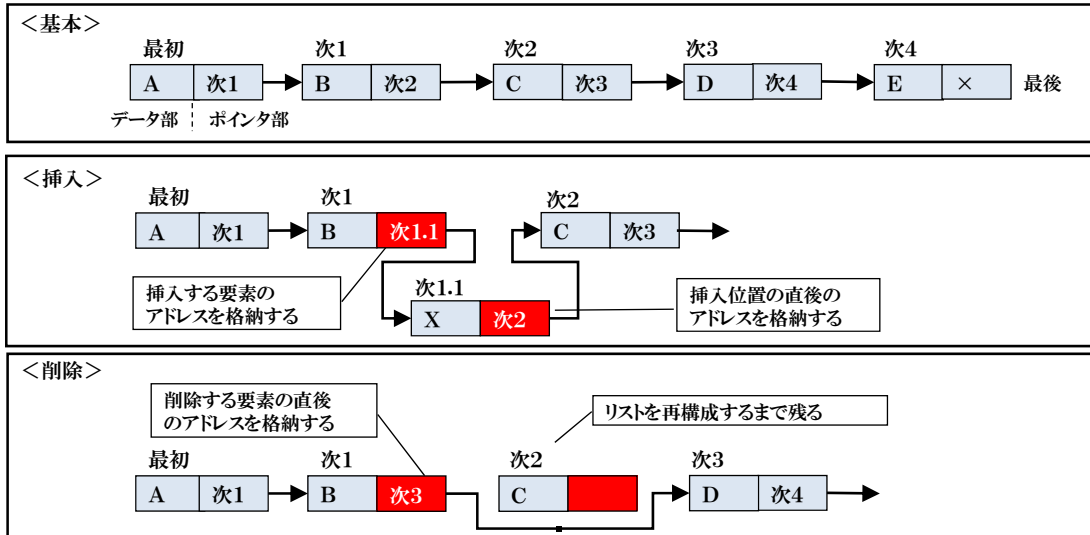 ＜基本＞
最初 次1 次2 次3 次4
A 次1 B 次2 C 次3 D 次4 E × 最後
データ部 ポインタ部
＜挿入＞
最初 次1 次2
A 次1 B 次1.1 C 次3
挿入する要素の
アドレスを格納する
次1.1
X 次2
挿入位置の直後の
アドレスを格納する
＜削除＞
削除する要素の直後
のアドレスを格納する
リストを再構成するまで残る
最初 次1 次2 次3
A 次1 B 次3 C D 次4